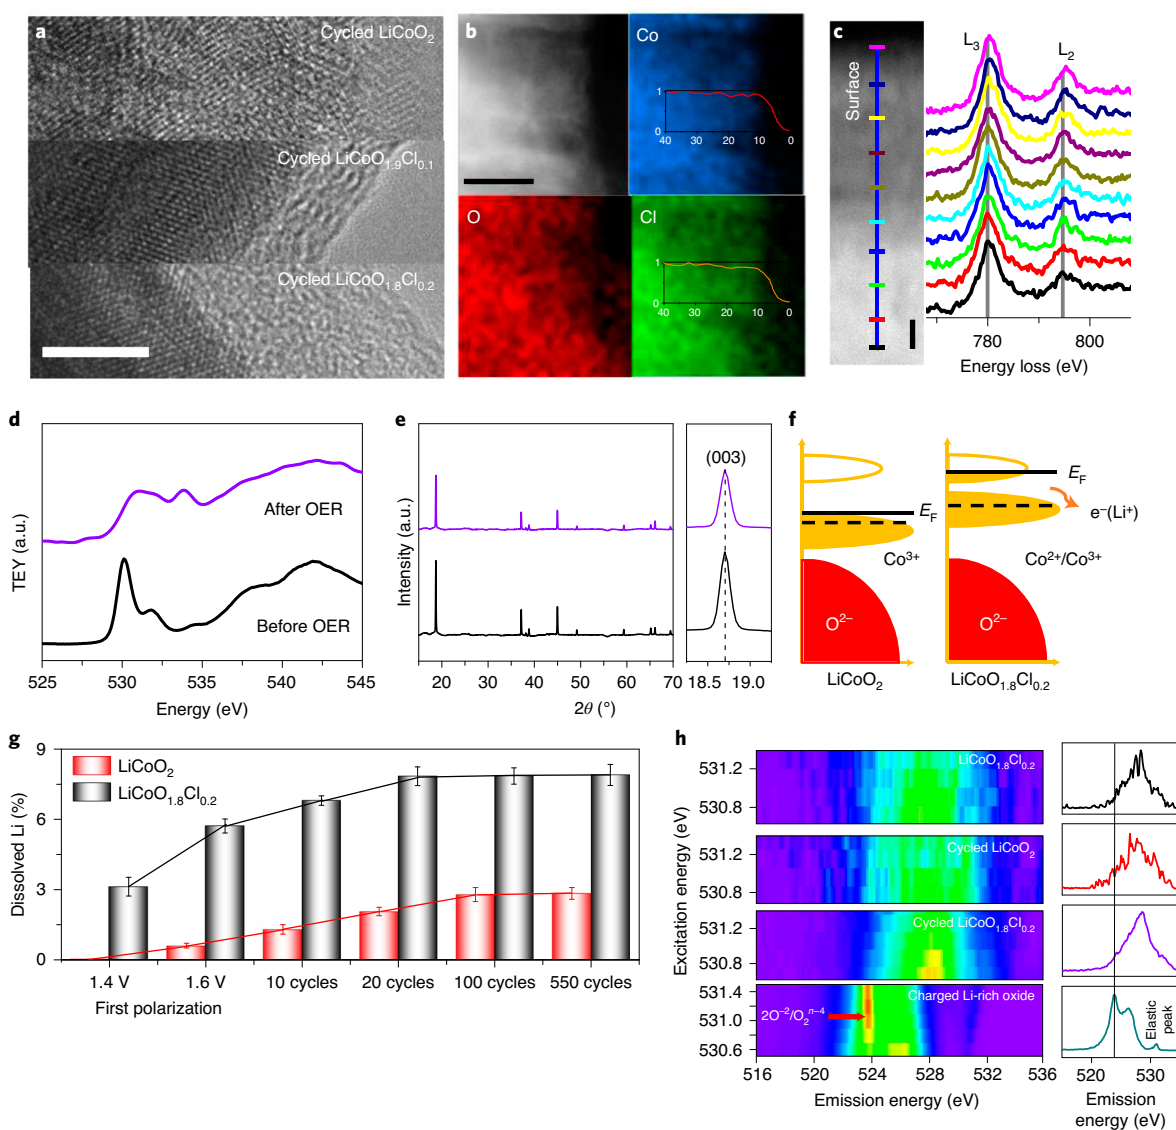 a
Cycled LiCoO2
Cycled LiCoO1.9Cl0.1
Cycled LiCoO1.8Cl0.2
b
Co
1
0
40 30 20 10 0
O
Cl
1
0
40 30 20 10 0
c
Surface
L3
L2
780 800
Energy loss (eV)
d
TEY (a.u.)
After OER
Before OER
525 530 535 540 545
Energy (eV)
e
Intensity (a.u.)
(003)
15 20 30 40 50 60 70
18.5 19.0
2θ (°)
f
EF
Co3+
O2−
LiCoO2
EF
e−(Li+)
Co2+/Co3+
O2−
LiCoO1.8Cl0.2
g
LiCoO2
LiCoO1.8Cl0.2
Dissolved Li (%)
9
6
3
0
1.4 V 1.6 V 10 cycles 20 cycles 100 cycles 550 cycles
First polarization
h
Excitation energy (eV)
531.2
530.8
LiCoO1.8Cl0.2
531.2
530.8
Cycled LiCoO2
531.2
530.8
Cycled LiCoO1.8Cl0.2
531.4
531.0
530.6
Charged Li-rich oxide
2O−2/O2n−4
516 520 524 528 532 536
Emission energy (eV)
Elastic
peak
520 530
Emission
energy (eV)